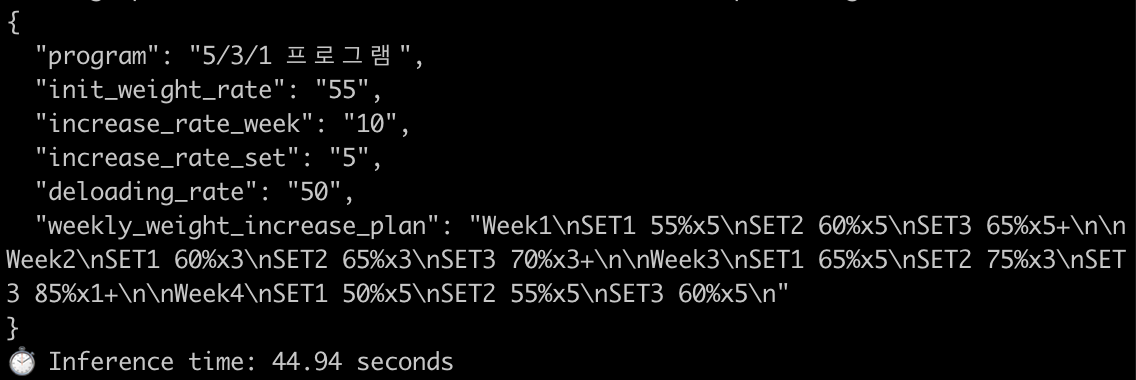 {
"program": "5/3/1 프로그램",
"init_weight_rate": "55",
"increase_rate_week": "10",
"increase_rate_set": "5",
"deloading_rate": "50",
"weekly_weight_increase_plan": "Week1\nSET1 55%x5\nSET2 60%x5\nSET3 65%x5+\n\n
Week2\nSET1 60%x3\nSET2 65%x3\nSET3 70%x3+\n\nWeek3\nSET1 65%x5\nSET2 75%x3\nSET
3 85%x1+\n\nWeek4\nSET1 50%x5\nSET2 55%x5\nSET3 60%x5\n"
}
⏱️ Inference time: 44.94 seconds